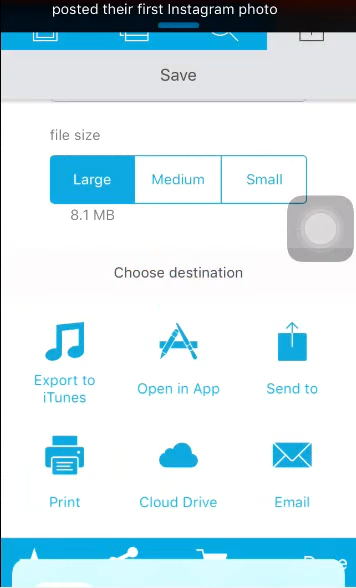 posted their first Instagram photo
Save
file size
Large
Medium
Small
8.1 MB
Choose destination
Export to
iTunes
Open in App
Send to
Print
Cloud Drive
Email